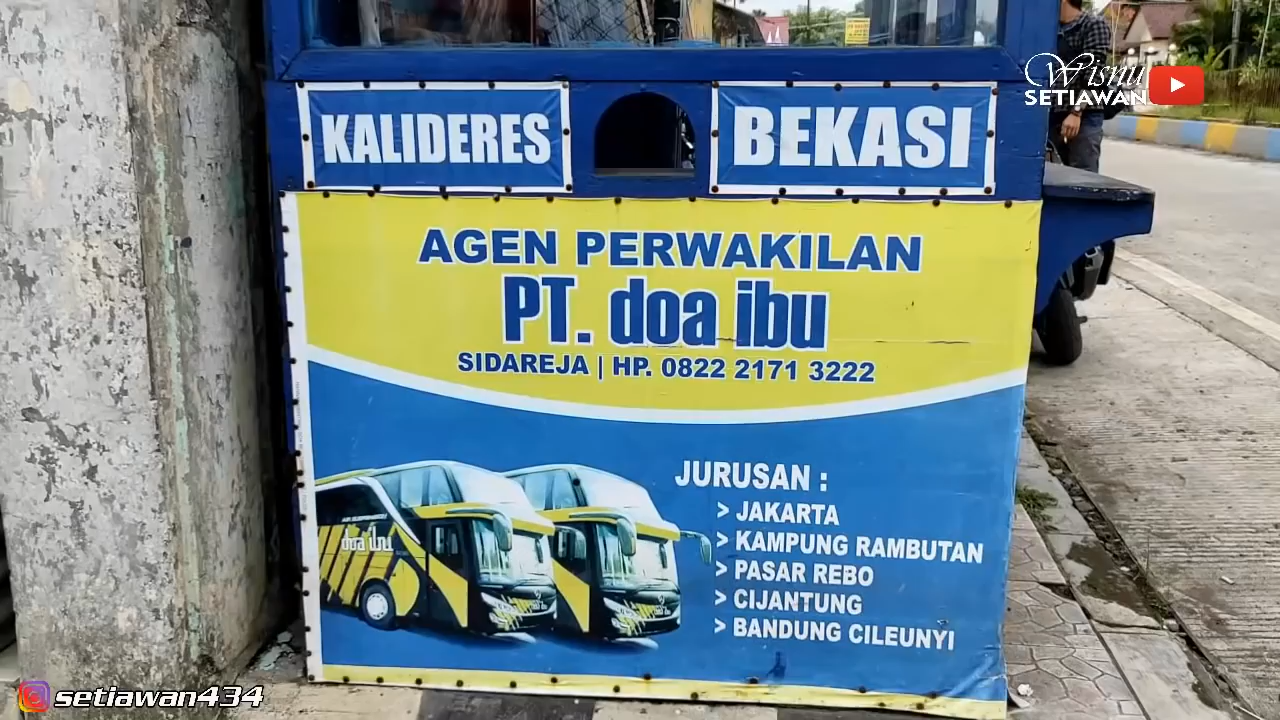 Wisnu
SETIAWAN
KALIDERES
BEKASI
AGEN PERWAKILAN
PT. doa ibu
SIDAREJA | HP. 0822 2171 3222
JURUSAN :
> JAKARTA
> KAMPUNG RAMBUTAN
> PASAR REBO
> CIJANTUNG
> BANDUNG CILEUNYI
doa ibu
setiawan434